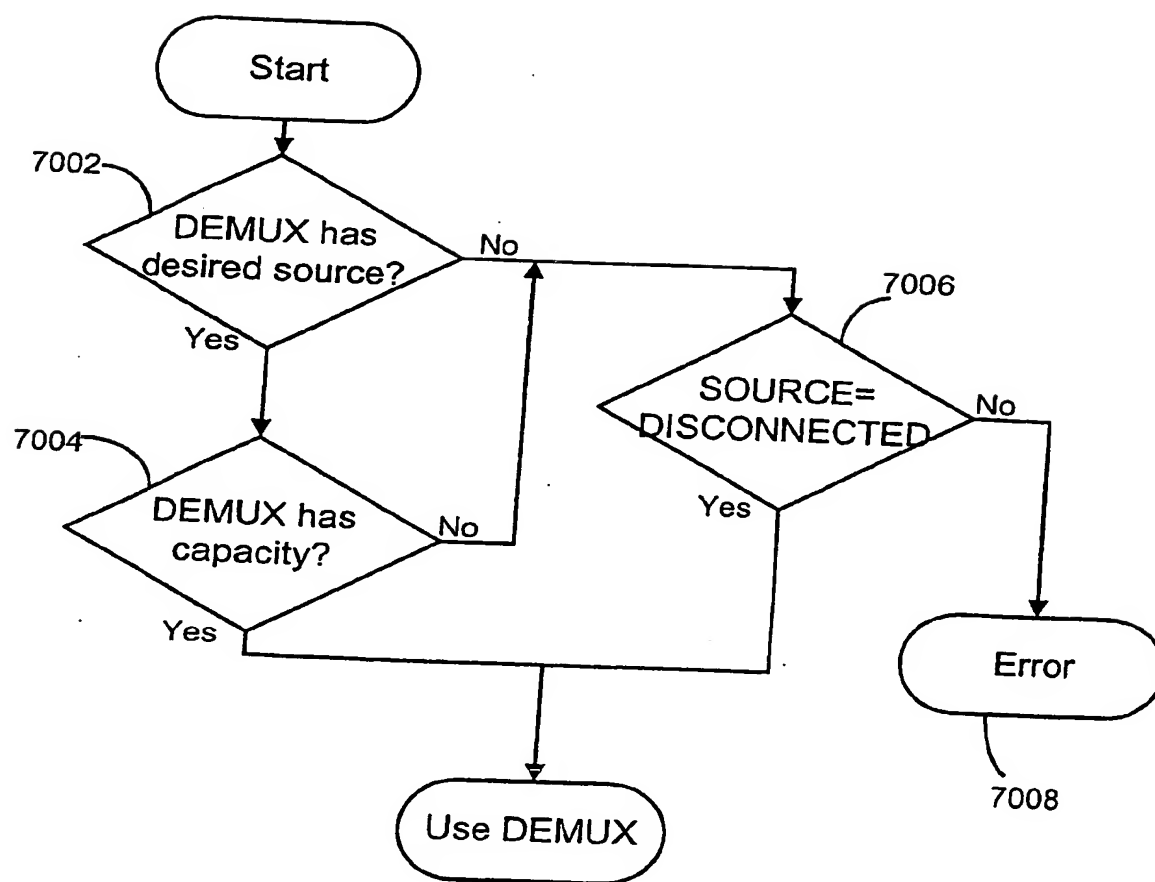 Start
7002
DEMUX has
desired source?
No
Yes
7006
SOURCE=
DISCONNECTED
No
Yes
7004
DEMUX has
capacity?
No
Yes
Error
7008
Use DEMUX